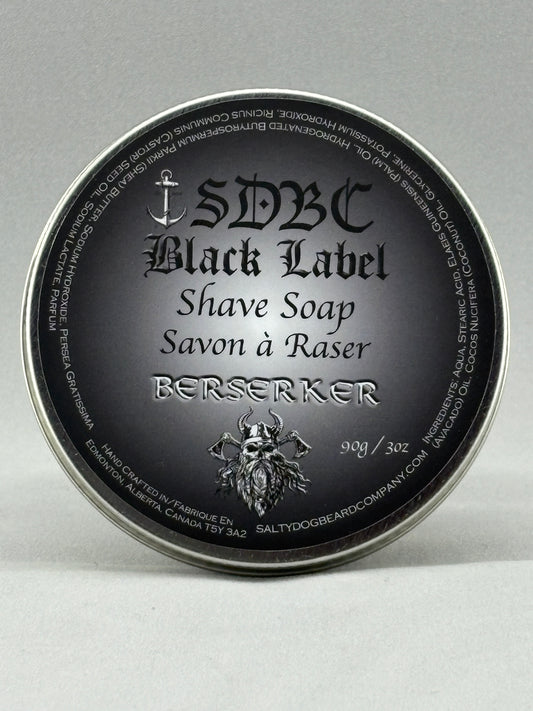 SDBC
Black Label
Shave Soap
Savon à Raser
BERSERKER
90g / 3oz
Ingredients: Aqua, Stearic Acid, Elaeis Guineensis (Palm) Oil, Hydrogenated Butyrospermum Parkii (Shea) Butter, Sodium Hydroxide, Persea Gratissima
(Avocado) Oil, Cocos Nucifera (Coconut) Oil, Glycerine, Potassium Hydroxide, Ricinus Communis (Castor) Seed Oil, Sodium Lactate, Parfum
Hand Crafted in/Fabrique En
Edmonton, Alberta, Canada T5Y 3A2
saltydogbeardcompany.com